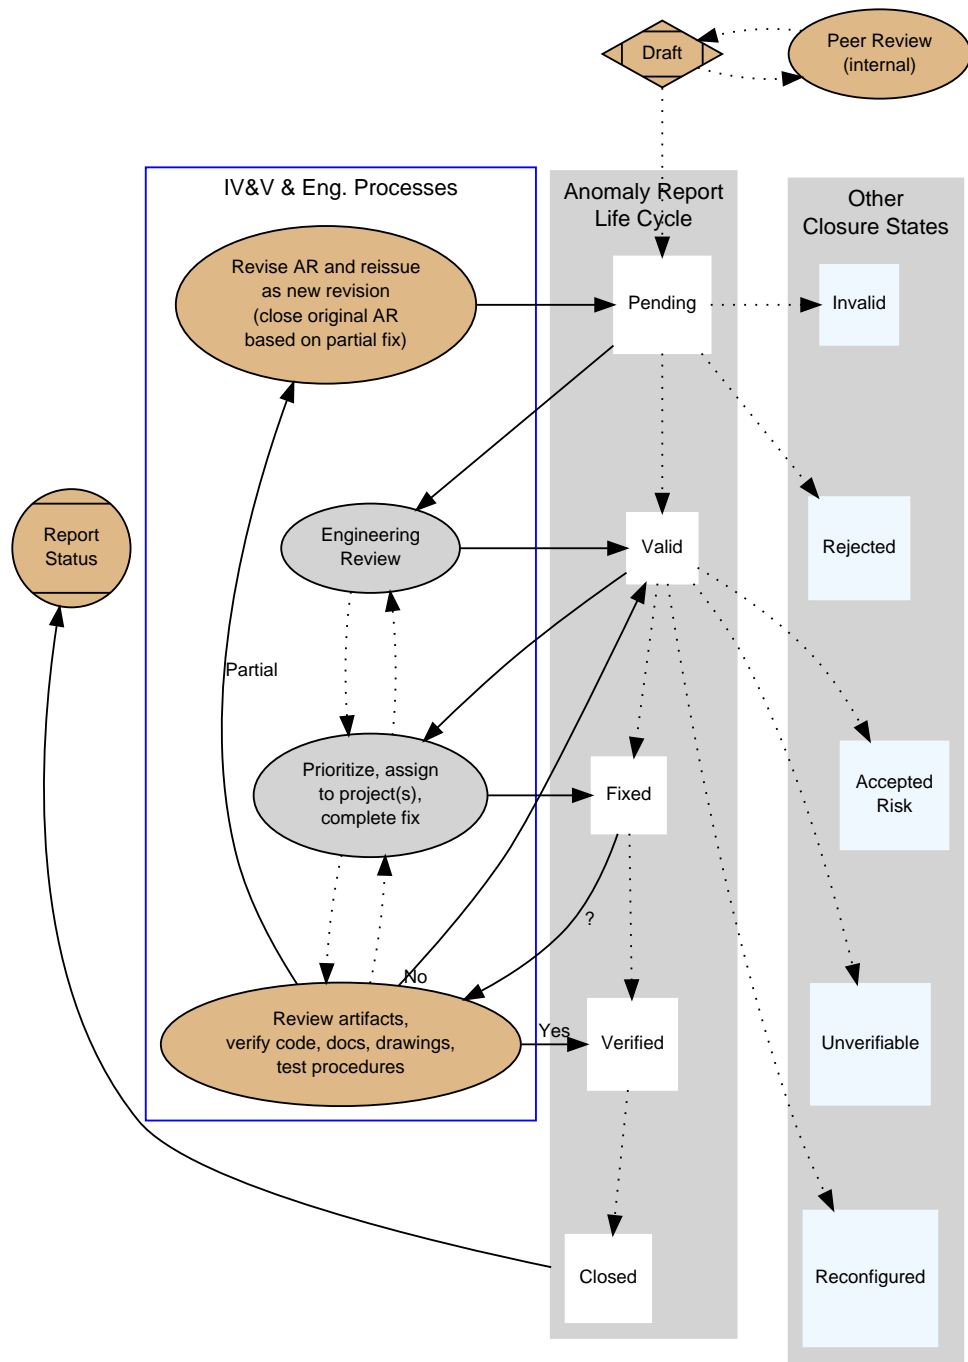 Draft
Peer Review
(internal)
IV&V & Eng. Processes
Anomaly Report
Life Cycle
Other
Closure States
Revise AR and reissue
as new revision
(close original AR
based on partial fix)
Pending
Invalid
Report
Status
Engineering
Review
Valid
Rejected
Partial
Prioritize, assign
to project(s),
complete fix
Fixed
Accepted
Risk
?
No
Review artifacts,
verify code, docs, drawings,
test procedures
Yes
Verified
Unverifiable
Closed
Reconfigured